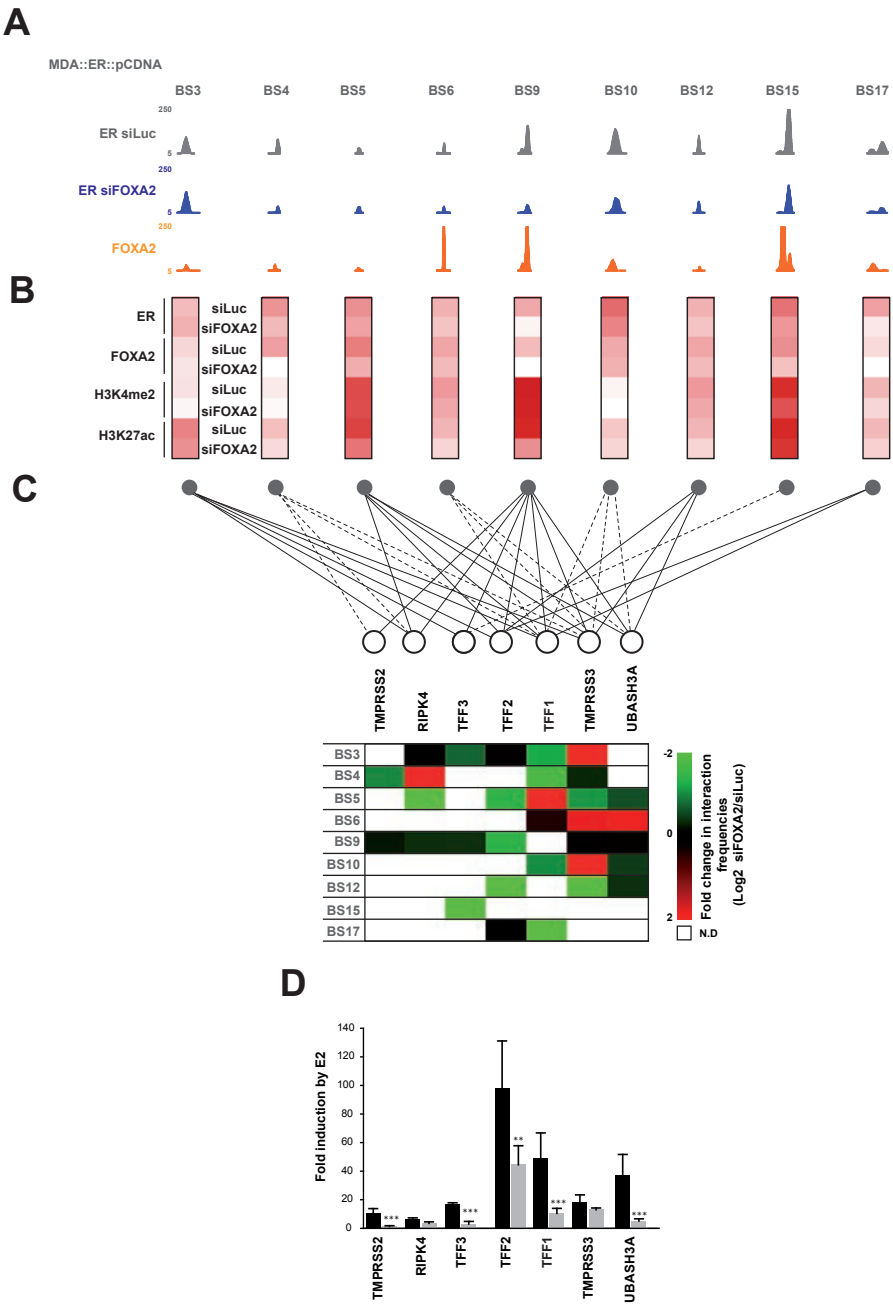 A
MDA::ER::pCDNA
BS3 BS4 BS5 BS6 BS9 BS10 BS12 BS15 BS17
250
ER siLuc
5
250
ER siFOXA2
5
250
FOXA2
5
B
ER
siLuc
siFOXA2
FOXA2
siLuc
siFOXA2
H3K4me2
siLuc
siFOXA2
H3K27ac
siLuc
siFOXA2
C
TMPRSS2 RIPK4 TFF3 TFF2 TFF1 TMPRSS3 UBASH3A
BS3
BS4
BS5
BS6
BS9
BS10
BS12
BS15
BS17
-2
0
2
Fold change in interaction
frequencies
(Log2 siFOXA2/siLuc)
N.D
D
Fold induction by E2
140
120
100
80
60
40
20
0
*** *** ** *** ***
TMPRSS2 RIPK4 TFF3 TFF2 TFF1 TMPRSS3 UBASH3A